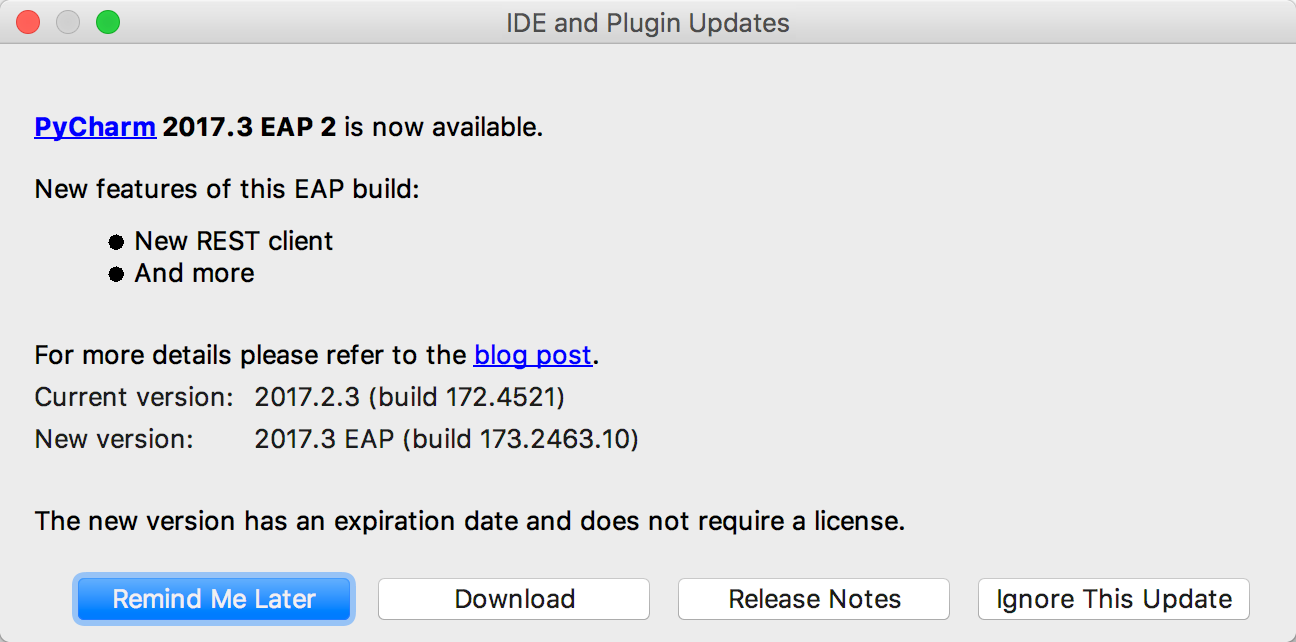 IDE and Plugin Updates
PyCharm 2017.3 EAP 2 is now available.
New features of this EAP build:
New REST client
And more
For more details please refer to the blog post.
Current version: 2017.2.3 (build 172.4521)
New version: 2017.3 EAP (build 173.2463.10)
The new version has an expiration date and does not require a license.
Remind Me Later Download Release Notes Ignore This Update